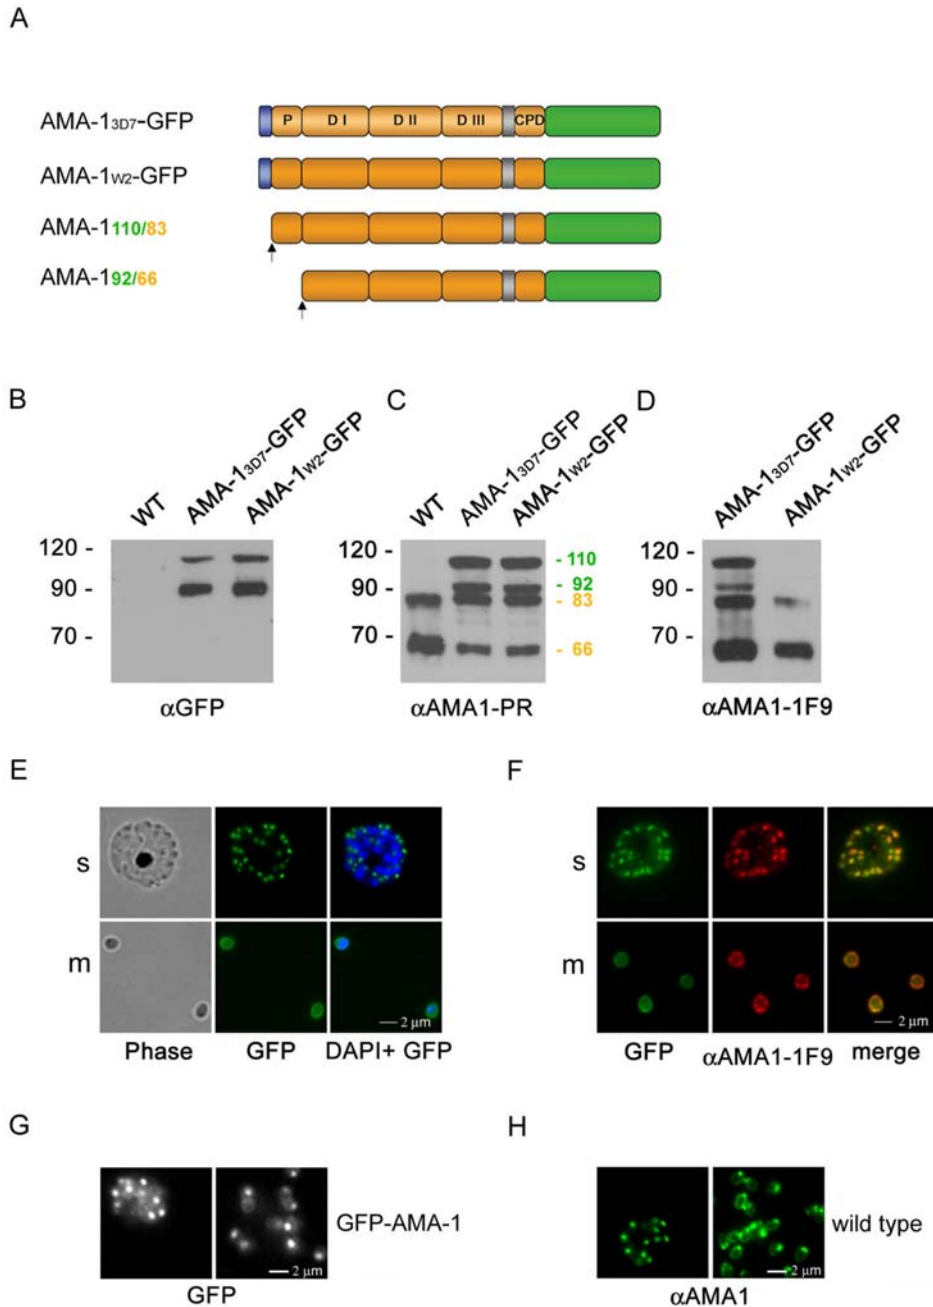 A
AMA-13D7-GFP
P D I D II D III CPD
AMA-1W2-GFP
AMA-1110/83
AMA-192/66
B
WT AMA-13D7-GFP AMA-1W2-GFP
120 -
90 -
70 -
αGFP
C
WT AMA-13D7-GFP AMA-1W2-GFP
120 -
90 -
70 -
- 110
- 92
- 83
- 66
αAMA1-PR
D
AMA-13D7-GFP AMA-1W2-GFP
120 -
90 -
70 -
αAMA1-1F9
E
s
m
2 μm
Phase GFP DAPI+ GFP
F
s
m
2 μm
GFP αAMA1-1F9 merge
G
GFP-AMA-1
2 μm
GFP
H
wild type
2 μm
αAMA1